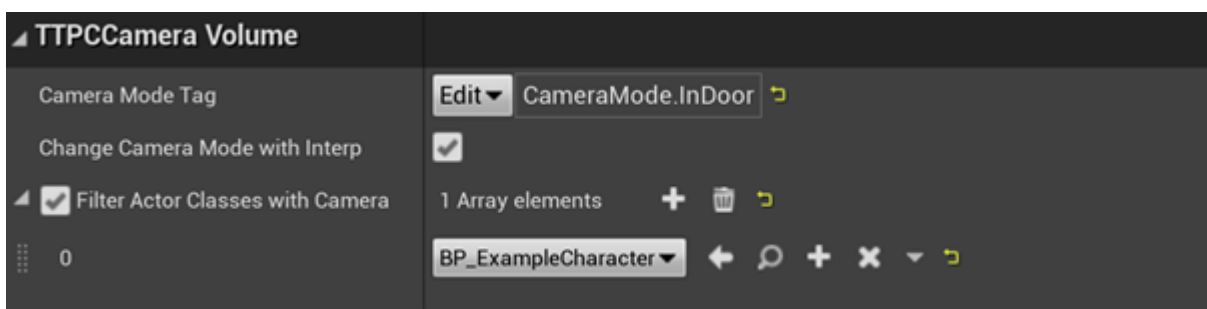 TTPCCamera Volume
Camera Mode Tag Edit CameraMode.InDoor
Change Camera Mode with Interp
Filter Actor Classes with Camera 1 Array elements
0 BP_ExampleCharacter